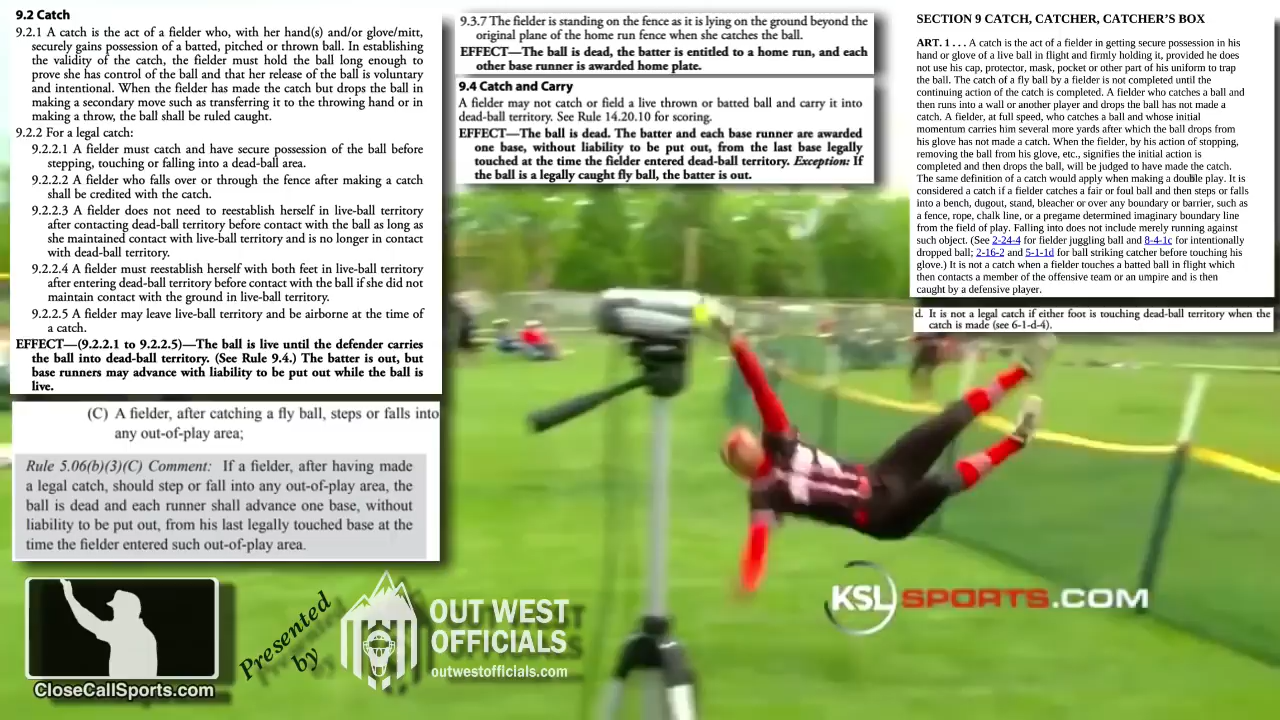 9.2 Catch
9.2.1 A catch is the act of a fielder who, with her hand(s) and/or glove/mitt,
securely gains possession of a batted, pitched or thrown ball. In establishing
the validity of the catch, the fielder must hold the ball long enough to
prove she has control of the ball and that her release of the ball is voluntary
and intentional. When the fielder has made the catch but drops the ball in
making a secondary move such as transferring it to the throwing hand or in
making a throw, the ball shall be ruled caught.
9.2.2 For a legal catch:
9.2.2.1 A fielder must catch and have secure possession of the ball before
stepping, touching or falling into a dead-ball area.
9.2.2.2 A fielder who falls over or through the fence after making a catch
shall be credited with the catch.
9.2.2.3 A fielder does not need to reestablish herself in live-ball territory
after contacting dead-ball territory before contact with the ball as long as
she maintained contact with live-ball territory and is no longer in contact
with dead-ball territory.
9.2.2.4 A fielder must reestablish herself with both feet in live-ball territory
after entering dead-ball territory before contact with the ball if she did not
maintain contact with the ground in live-ball territory.
9.2.2.5 A fielder may leave live-ball territory and be airborne at the time of
a catch.
EFFECT—(9.2.2.1 to 9.2.2.5)—The ball is live until the defender carries
the ball into dead-ball territory. (See Rule 9.4.) The batter is out, but
base runners may advance with liability to be put out while the ball is
live.
(C) A fielder, after catching a fly ball, steps or falls into
any out-of-play area;
Rule 5.06(b)(3)(C) Comment: If a fielder, after having made
a legal catch, should step or fall into any out-of-play area, the
ball is dead and each runner shall advance one base, without
liability to be put out, from his last legally touched base at the
time the fielder entered such out-of-play area.
9.3.7 The fielder is standing on the fence as it is lying on the ground beyond the
original plane of the home run fence when she catches the ball.
EFFECT—The ball is dead, the batter is entitled to a home run, and each
other base runner is awarded home plate.
9.4 Catch and Carry
A fielder may not catch or field a live thrown or batted ball and carry it into
dead-ball territory. See Rule 14.20.10 for scoring.
EFFECT—The ball is dead. The batter and each base runner are awarded
one base, without liability to be put out, from the last base legally
touched at the time the fielder entered dead-ball territory. Exception: If
the ball is a legally caught fly ball, the batter is out.
SECTION 9 CATCH, CATCHER, CATCHER'S BOX
ART. 1 . . . A catch is the act of a fielder in getting secure possession in his
hand or glove of a live ball in flight and firmly holding it, provided he does
not use his cap, protector, mask, pocket or other part of his uniform to trap
the ball. The catch of a fly ball by a fielder is not completed until the
continuing action of the catch is completed. A fielder who catches a ball and
then runs into a wall or another player and drops the ball has not made a
catch. A fielder, at full speed, who catches a ball and whose initial
momentum carries him several more yards after which the ball drops from
his glove has not made a catch. When the fielder, by his action of stopping,
removing the ball from his glove, etc., signifies the initial action is
completed and then drops the ball, will be judged to have made the catch.
The same definition of a catch would apply when making a double play. It is
considered a catch if a fielder catches a fair or foul ball and then steps or falls
into a bench, dugout, stand, bleacher or over any boundary or barrier, such as
a fence, rope, chalk line, or a pregame determined imaginary boundary line
from the field of play. Falling into does not include merely running against
such object. (See 2-24-4 for fielder juggling ball and 8-4-1c for intentionally
dropped ball; 2-16-2 and 5-1-1d for ball striking catcher before touching his
glove.) It is not a catch when a fielder touches a batted ball in flight which
then contacts a member of the offensive team or an umpire and is then
caught by a defensive player.
d. It is not a legal catch if either foot is touching dead-ball territory when the
catch is made (see 6-1-d-4).
KSL SPORTS.COM
CloseCallSports.com
Presented
by
OUT WEST
OFFICIALS
outwestofficials.com